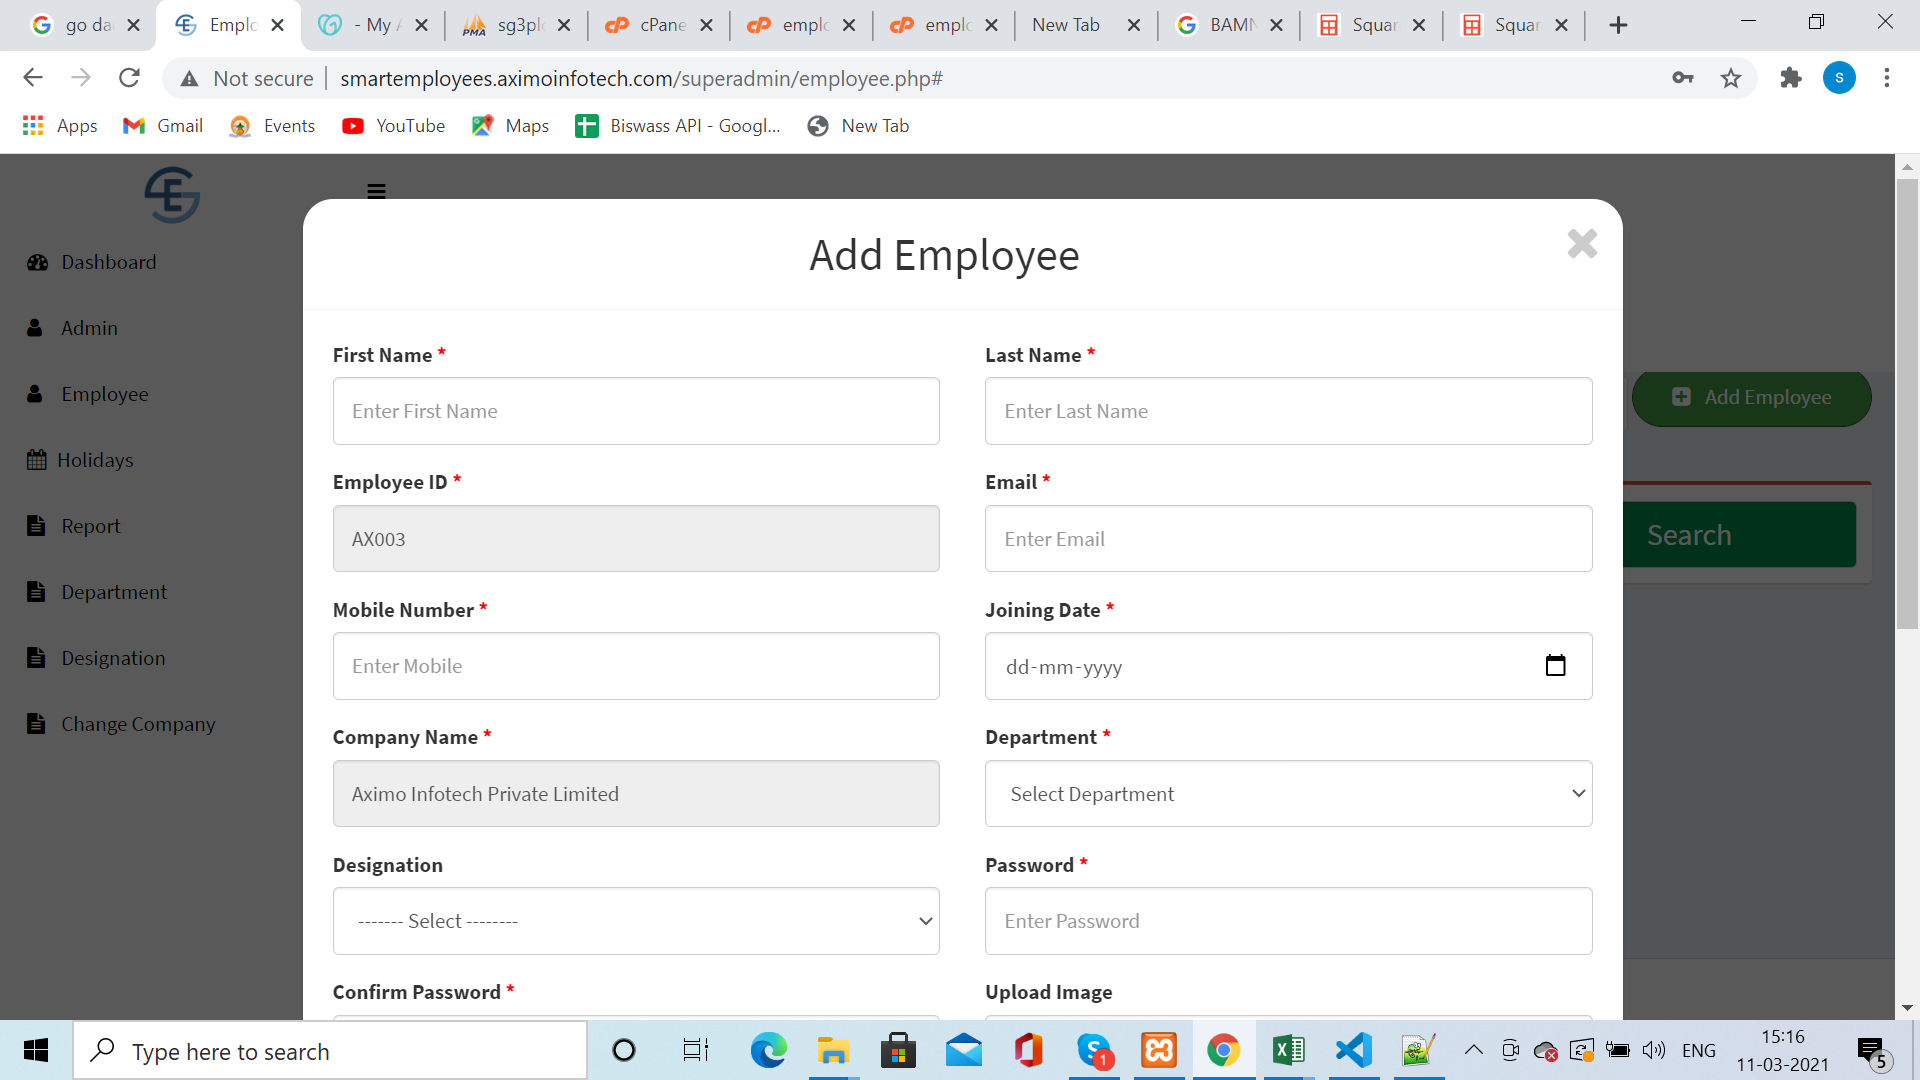 go da
Emplo
- My A
PMA
sg3pl
cPane
emplo
emplo
New Tab
BAMN
Squar
Squar
Not secure
smartemployees.aximoinfotech.com/superadmin/employee.php#
s
Apps
Gmail
Events
YouTube
Maps
Biswass API - Googl...
New Tab
Dashboard
Admin
Employee
Holidays
Report
Department
Designation
Change Company
Add Employee
Search
Add Employee
First Name *
Enter First Name
Last Name *
Enter Last Name
Employee ID *
AX003
Email *
Enter Email
Mobile Number *
Enter Mobile
Joining Date *
dd-mm-yyyy
Company Name *
Aximo Infotech Private Limited
Department *
Select Department
Designation
------- Select --------
Password *
Enter Password
Confirm Password *
Upload Image
Type here to search
1
ENG
15:16
11-03-2021
5